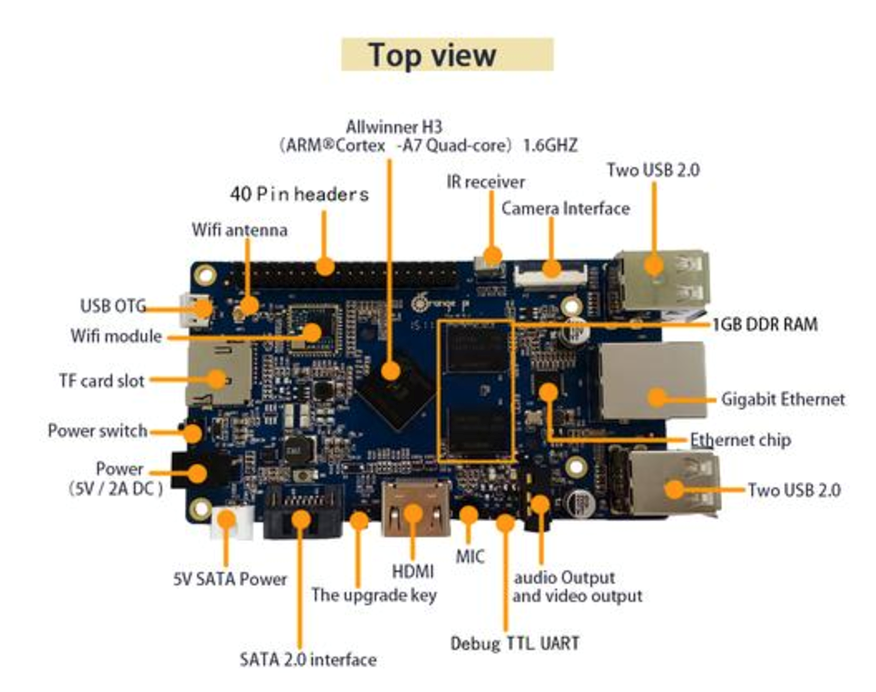 Top view
Allwinner H3
（ARM®Cortex -A7 Quad-core）1.6GHZ
Two USB 2.0
IR receiver
40 Pin headers
Camera Interface
Wifi antenna
USB OTG
1GB DDR RAM
Wifi module
TF card slot
Gigabit Ethernet
Power switch
Ethernet chip
Power
（5V / 2A DC ）
Two USB 2.0
MIC
HDMI
5V SATA Power
audio Output
and video output
The upgrade key
Debug TTL UART
SATA 2.0 interface